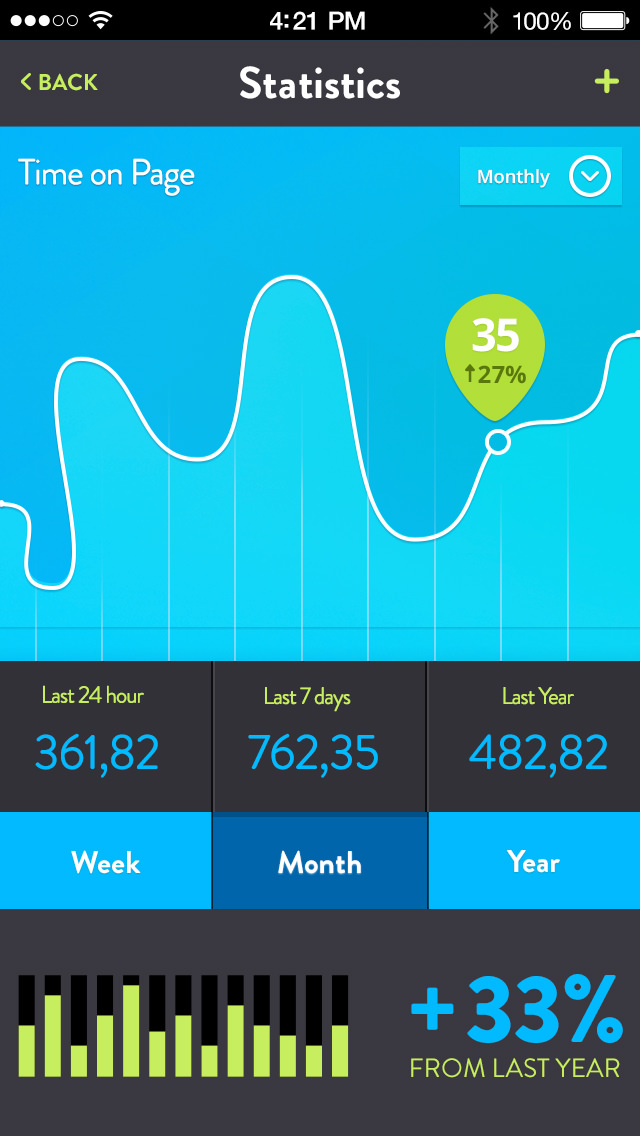 4:21 PM 100%
BACK Statistics +
Time on Page
Monthly
35
↑27%
Last 24 hour Last 7 days Last Year
361,82 762,35 482,82
Week Month Year
+33%
FROM LAST YEAR